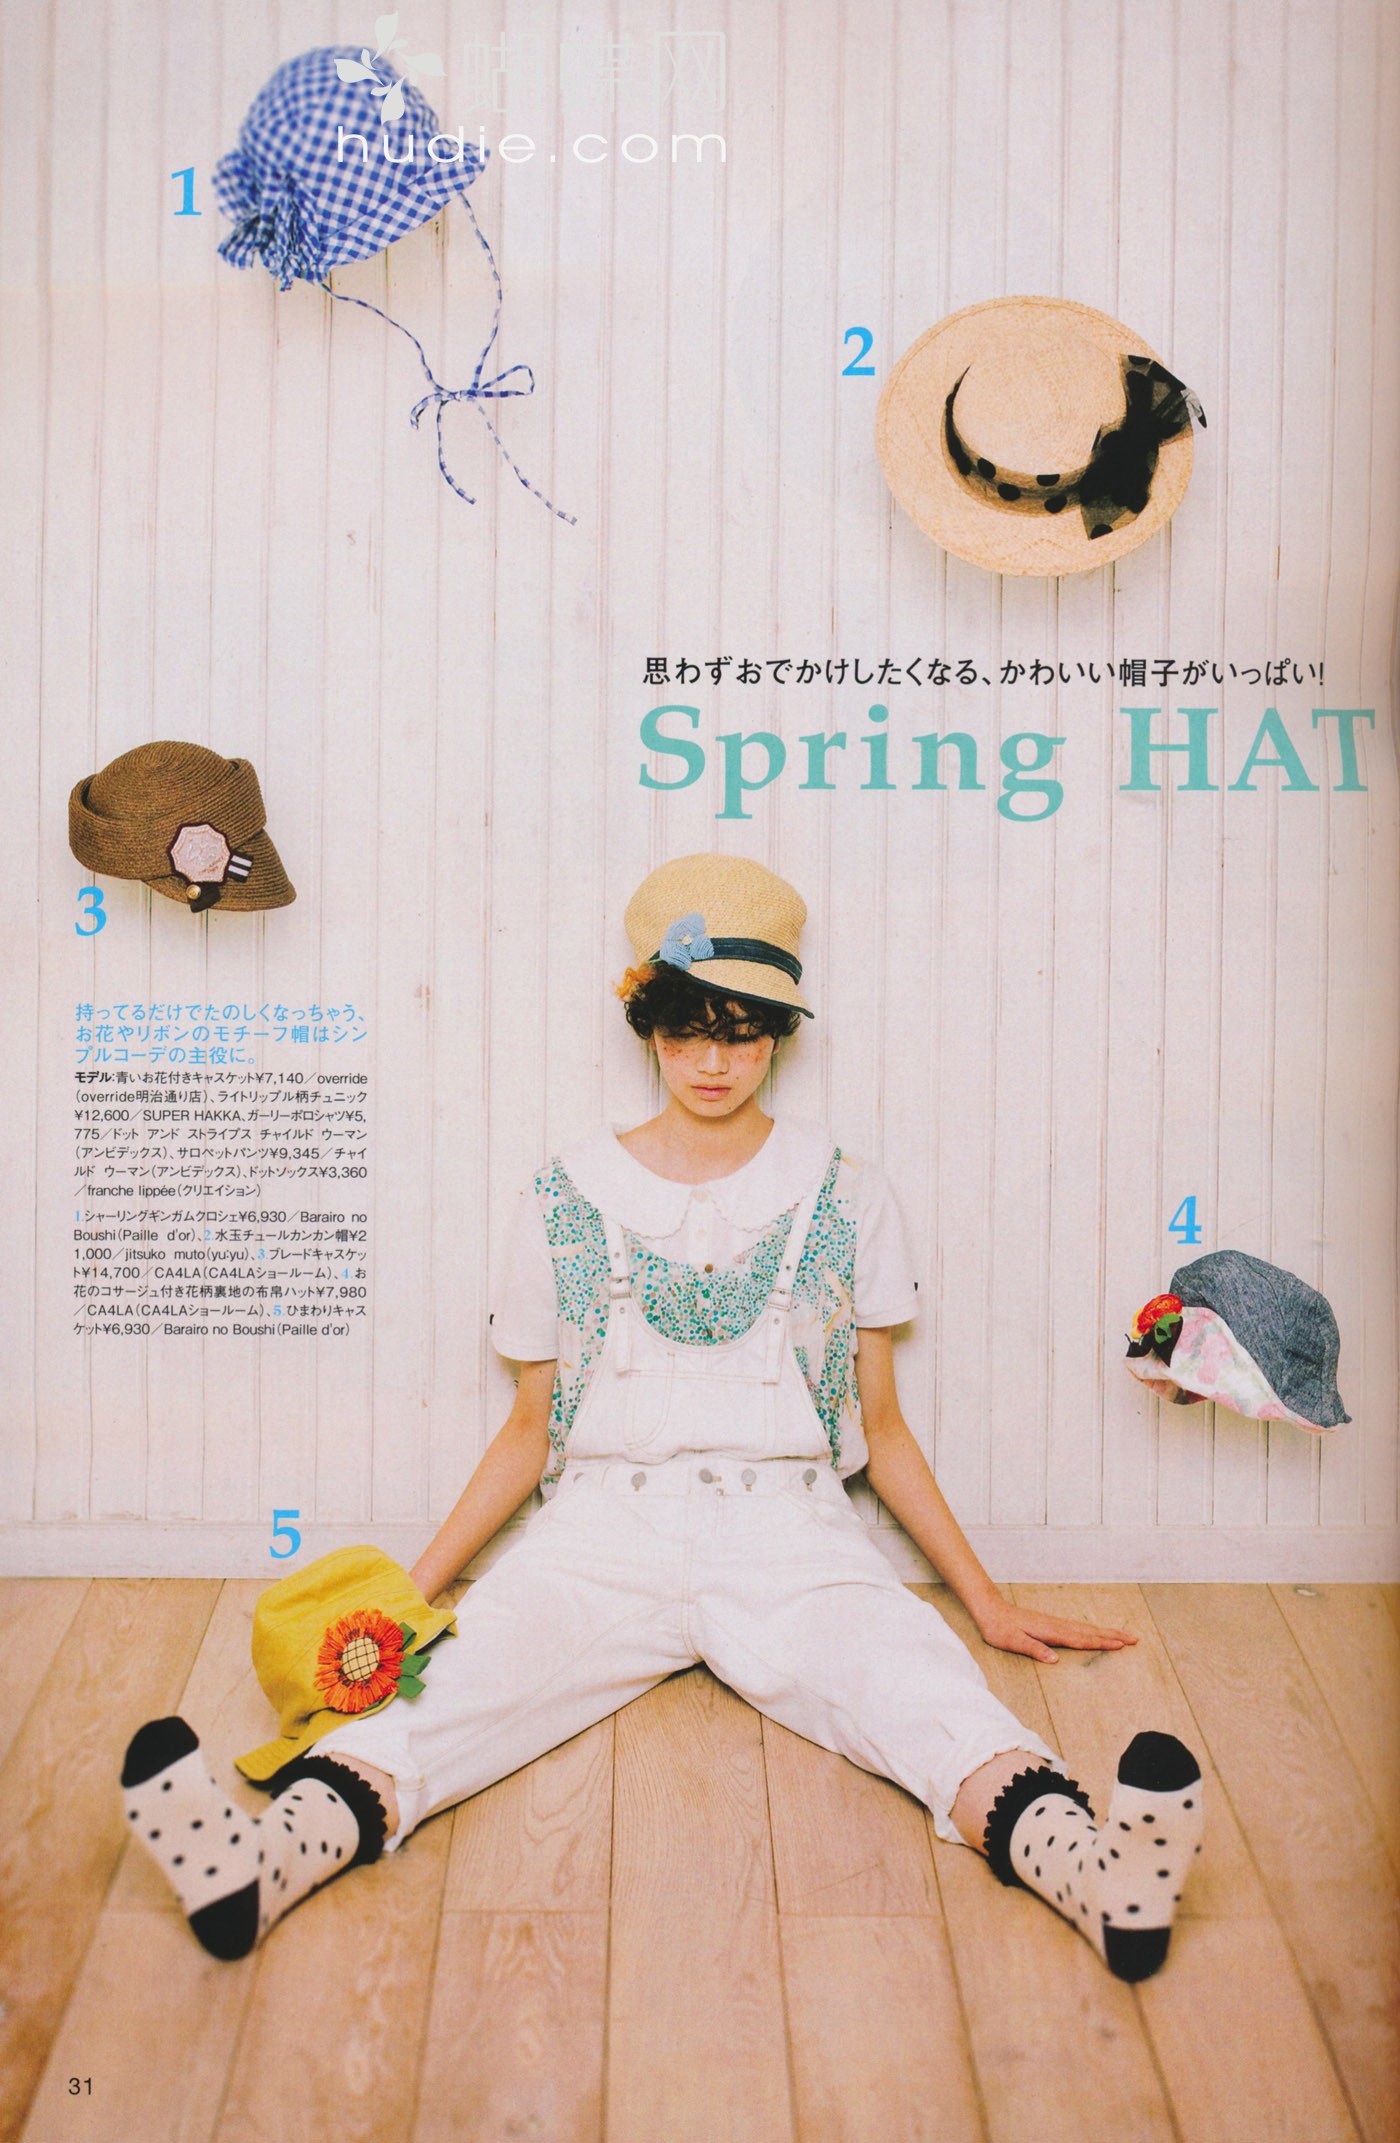 蝴蝶网
hudie.com
1
2
思わずおでかけしたくなる、かわいい帽子がいっぱい!
Spring HAT
3
持ってるだけでたのしくなっちゃう、
お花やリボンのモチーフ帽はシン
プルコーデの主役に。
モデル:青いお花付きキャスケット¥7,140／override
(override明治通り店)、ライトリップル柄チュニック
¥12,600／SUPER HAKKA、ガーリーポロシャツ¥5,
775／ドット アンド ストライプス チャイルド ウーマン
(アンビデックス)、サロペットパンツ¥9,345／チャイ
ルド ウーマン(アンビデックス)、ドットソックス¥3,360
／franche lippée(クリエイション)
1.シャーリングギンガムクロシェ¥6,930／Barairo no
Boushi(Paille d'or)、2.水玉チュールカンカン帽¥2
1,000／jitsuko muto(yu:yu)、3.ブレードキャスケッ
ト¥14,700／CA4LA(CA4LAショールーム)、4.お
花のコサージュ付き花柄裏地の布帛ハット¥7,980
／CA4LA(CA4LAショールーム)、5.ひまわりキャス
ケット¥6,930／Barairo no Boushi(Paille d'or)
4
5
31